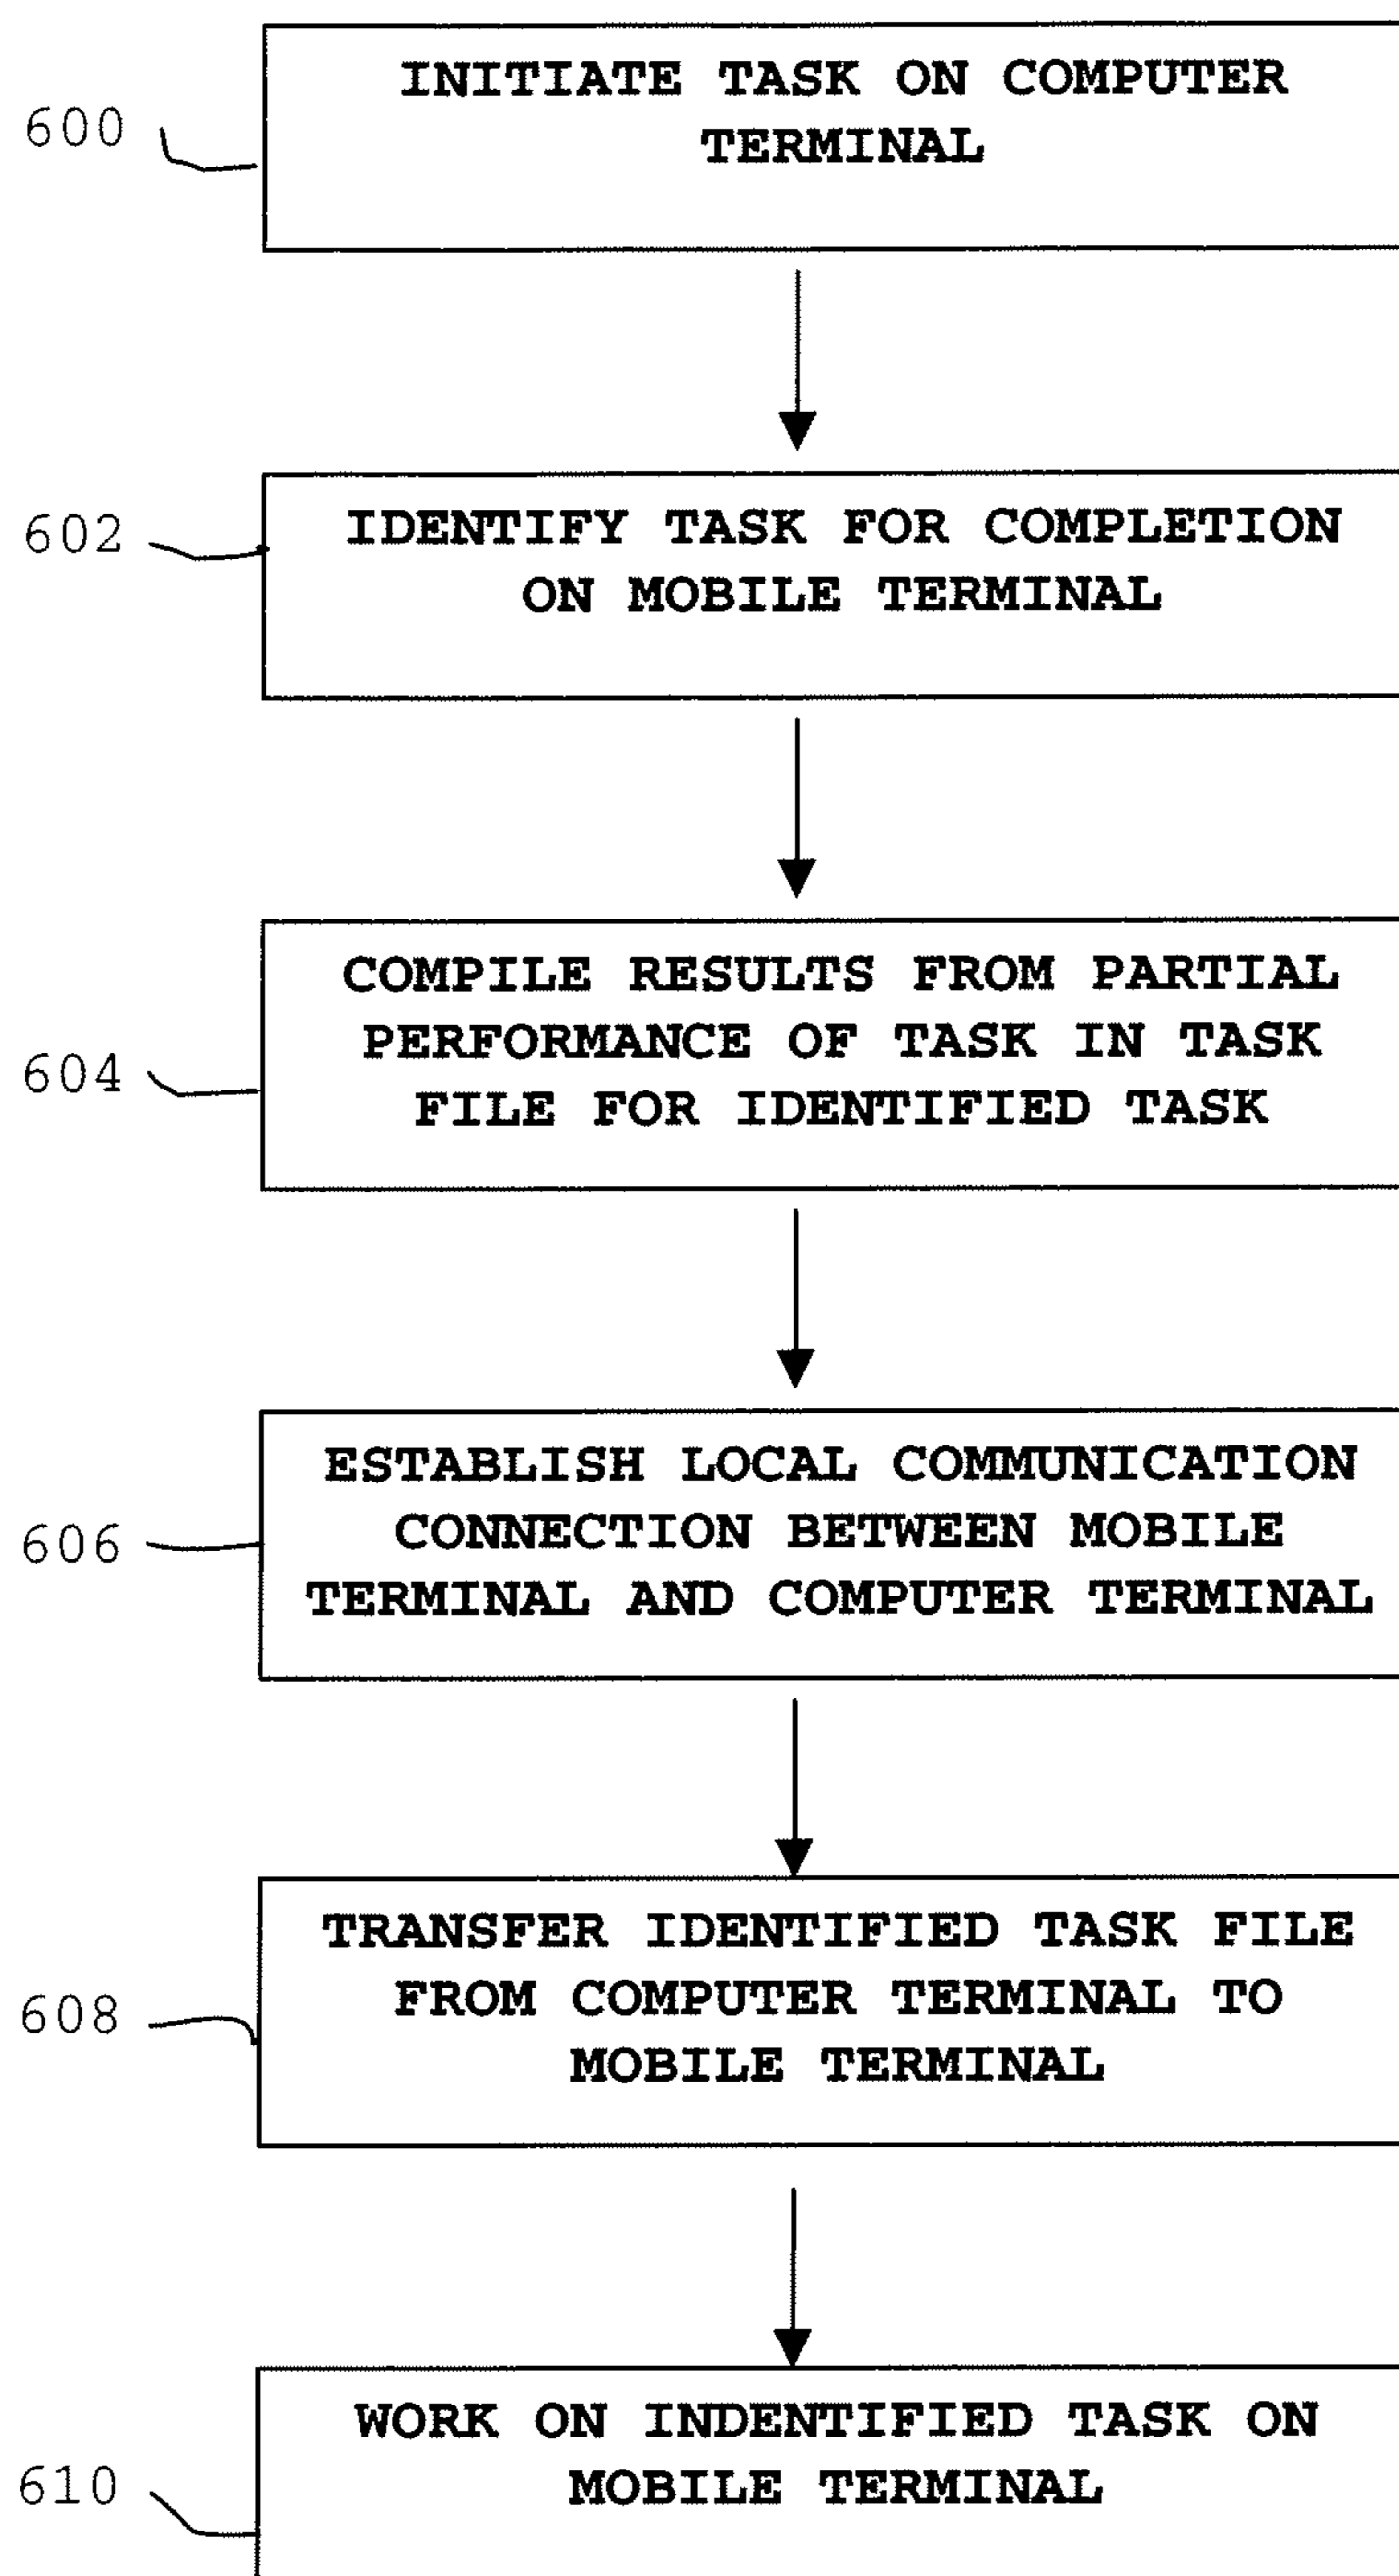 INITIATE TASK ON COMPUTER
TERMINAL
600
IDENTIFY TASK FOR COMPLETION
ON MOBILE TERMINAL
602
COMPILE RESULTS FROM PARTIAL
PERFORMANCE OF TASK IN TASK
FILE FOR IDENTIFIED TASK
604
ESTABLISH LOCAL COMMUNICATION
CONNECTION BETWEEN MOBILE
TERMINAL AND COMPUTER TERMINAL
606
TRANSFER IDENTIFIED TASK FILE
FROM COMPUTER TERMINAL TO
MOBILE TERMINAL
608
WORK ON INDENTIFIED TASK ON
MOBILE TERMINAL
610